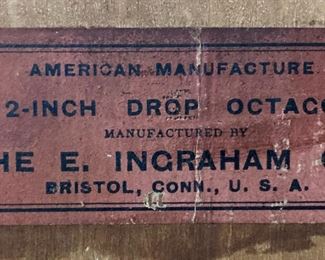 AMERICAN MANUFACTURE
2-INCH DROP OCTAGO
MANUFACTURED BY
HE E. INGRAHAM
BRISTOL, CONN., U. S. A.